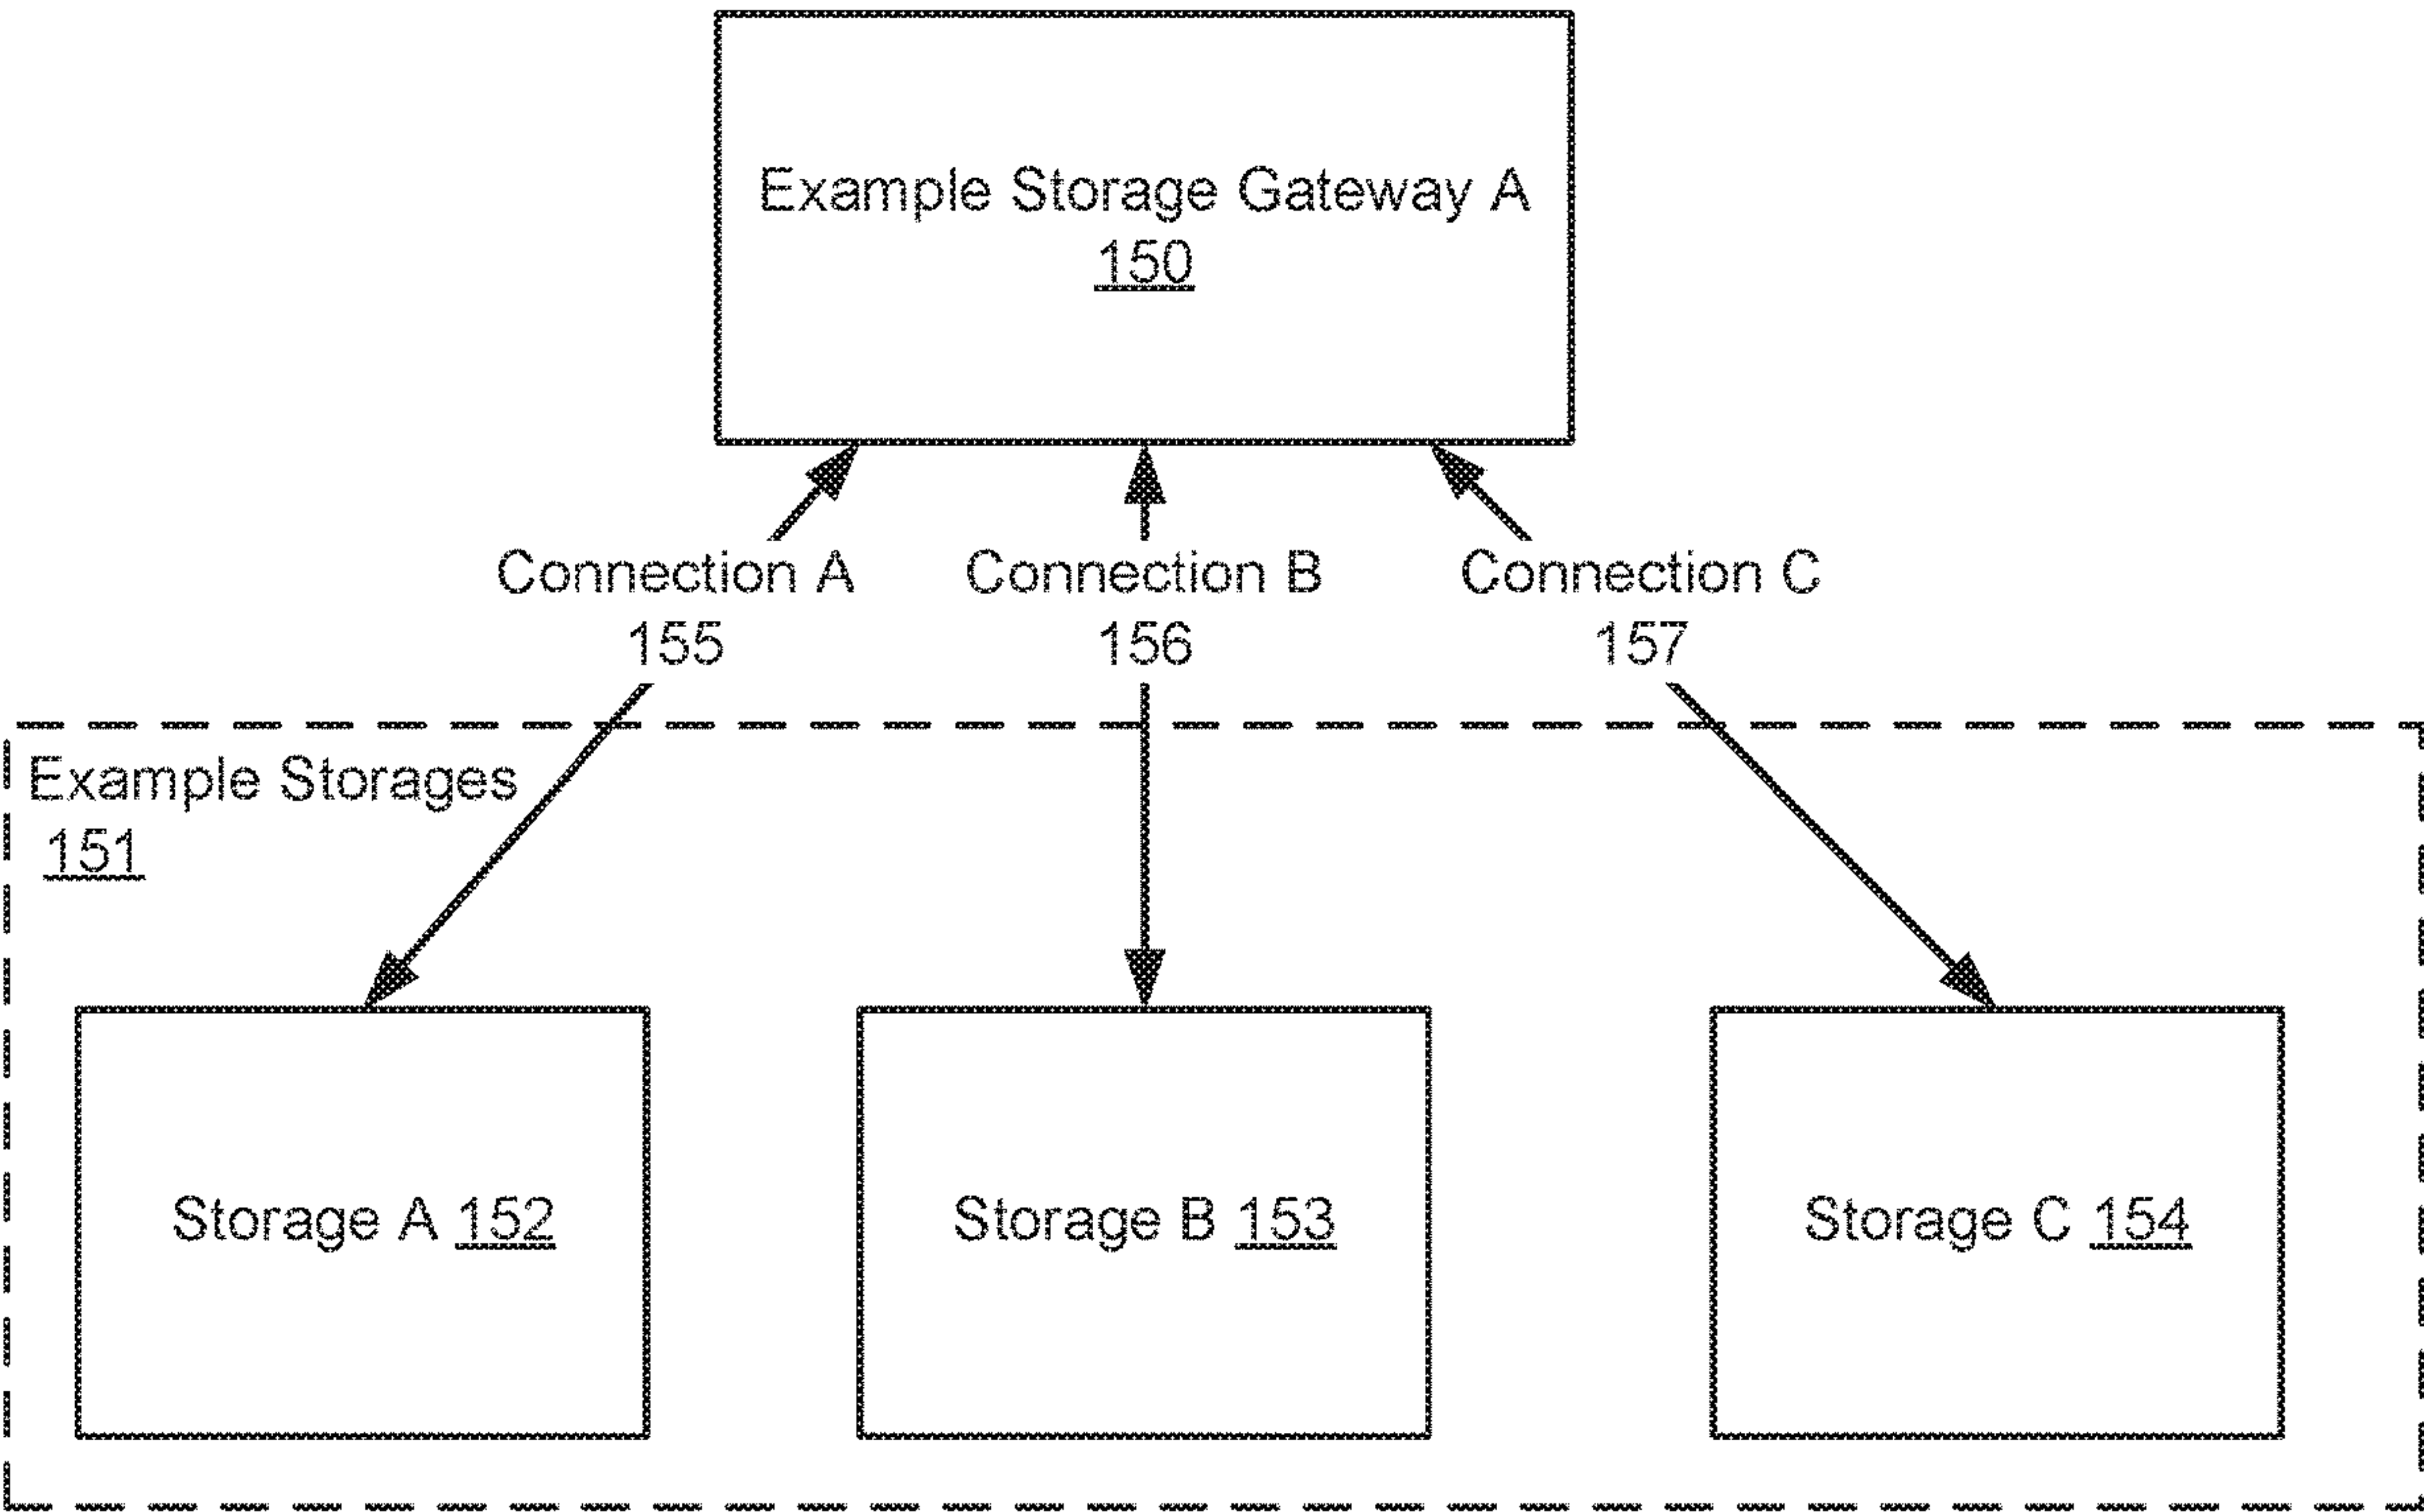 Example Storage Gateway A
150
Connection A
155
Connection B
156
Connection C
157
Example Storages
151
Storage A 152
Storage B 153
Storage C 154